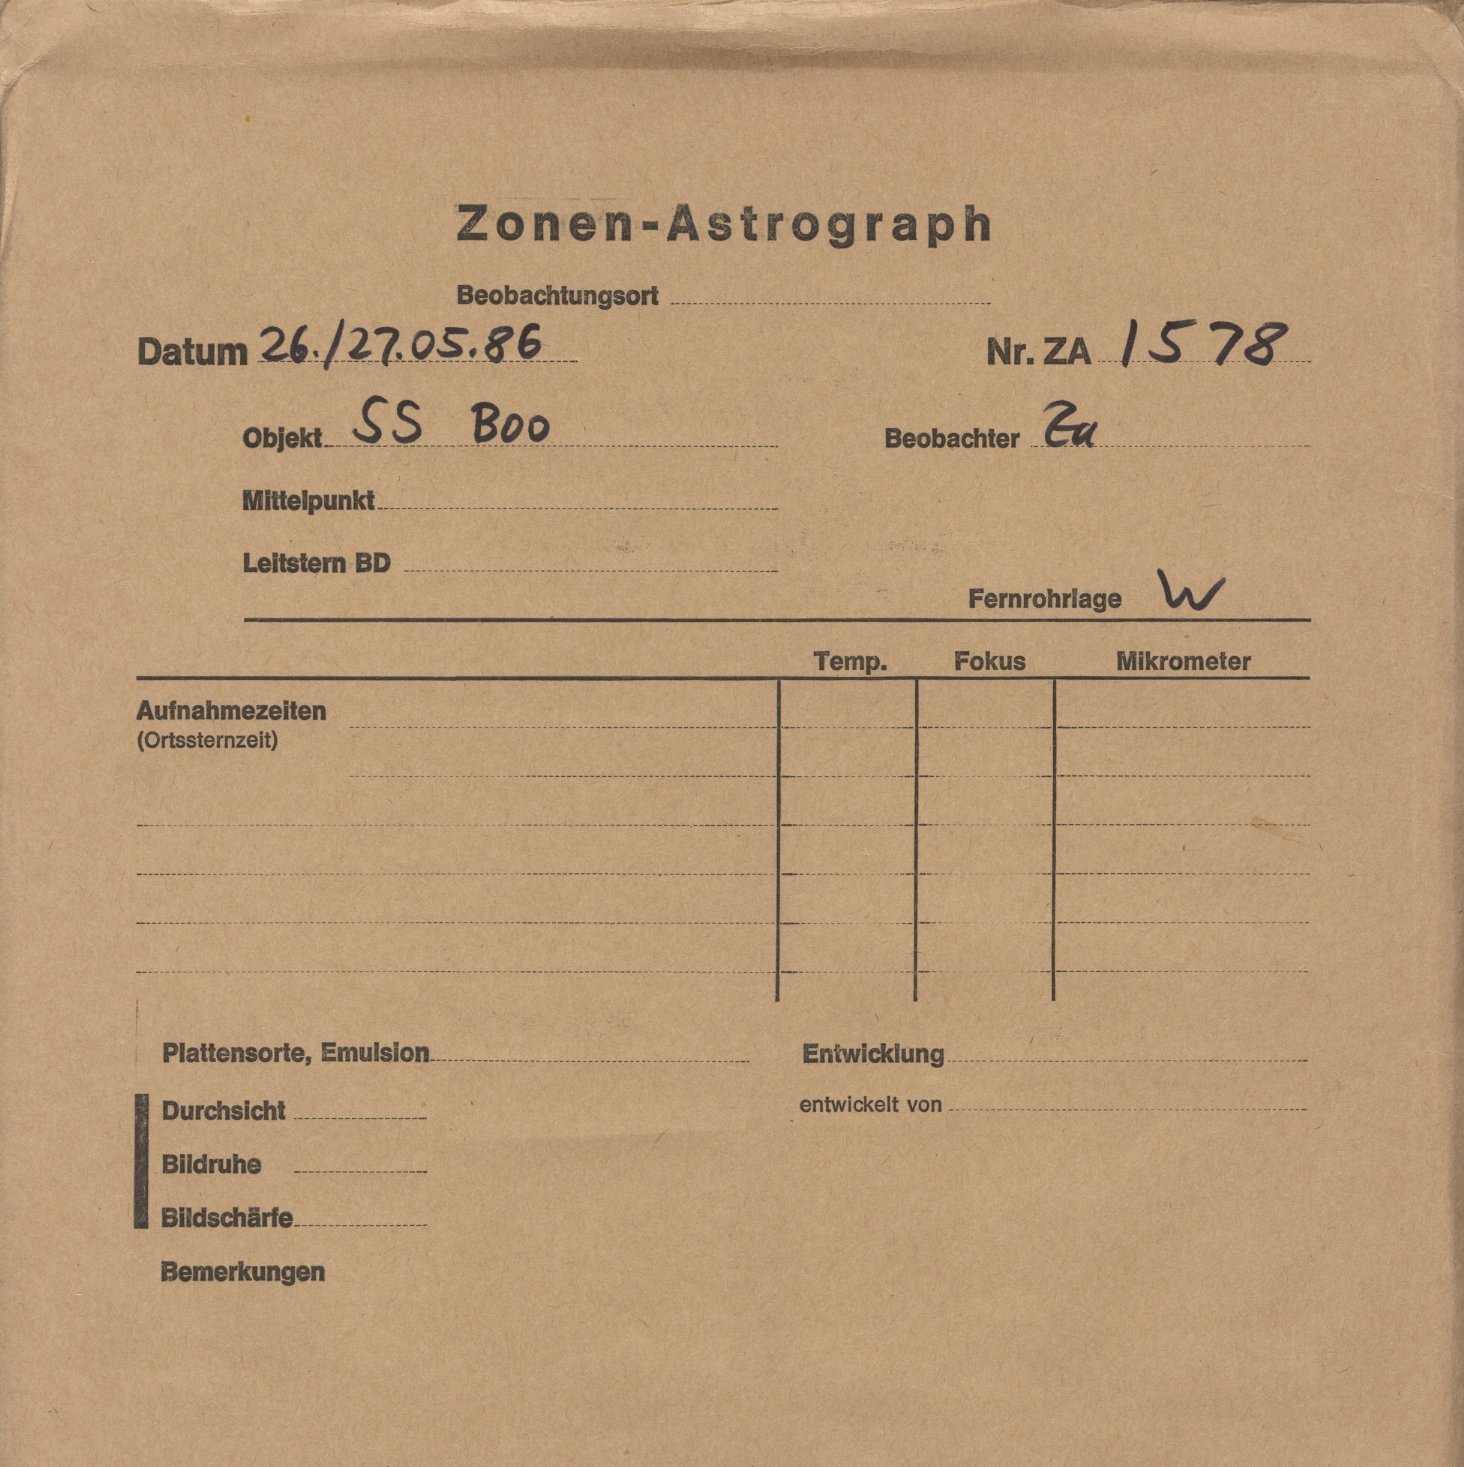 Zonen-Astrograph
Beobachtungsort
Datum 26./27.05.86 Nr. ZA 1578
Objekt SS Boo Beobachter Za
Mittelpunkt
Leitstern BD
Fernrohrlage W
Temp. Fokus Mikrometer
Aufnahmezeiten
(Ortssternzeit)
Plattensorte, Emulsion Entwicklung
Durchsicht entwickelt von
Bildruhe
Bildschärfe
Bemerkungen